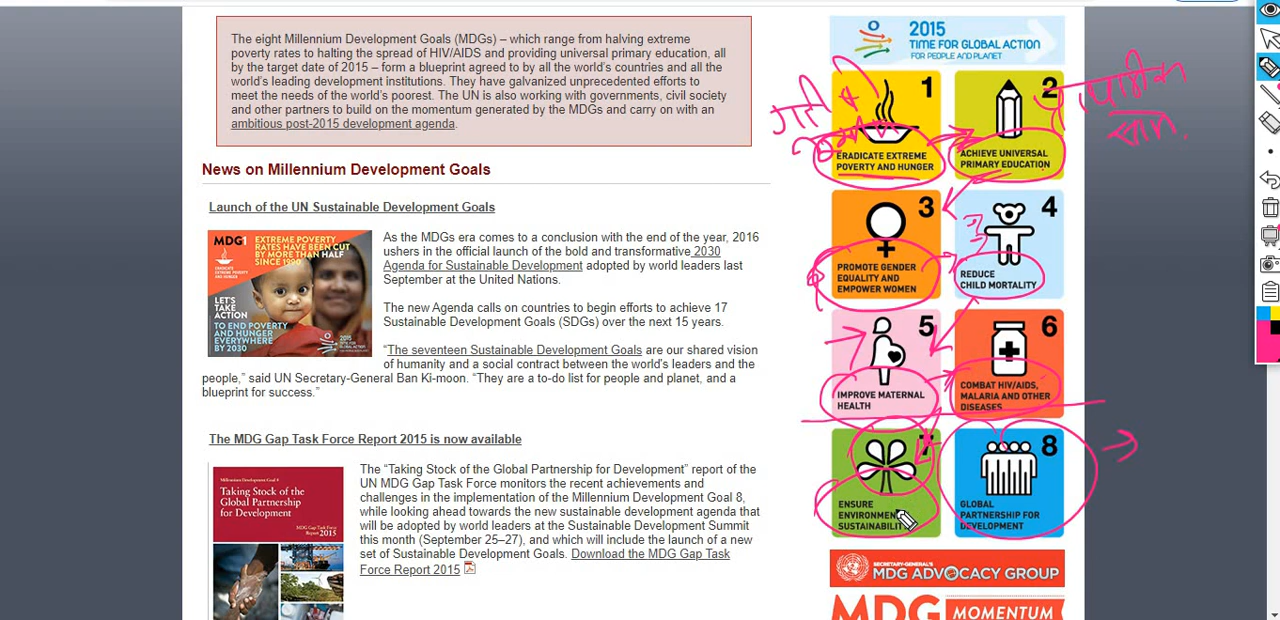 The eight Millennium Development Goals (MDGs) – which range from halving extreme
poverty rates to halting the spread of HIV/AIDS and providing universal primary education, all
by the target date of 2015 – form a blueprint agreed to by all the world's countries and all the
world's leading development institutions. They have galvanized unprecedented efforts to
meet the needs of the world's poorest. The UN is also working with governments, civil society
and other partners to build on the momentum generated by the MDGs and carry on with an
ambitious post-2015 development agenda.
News on Millennium Development Goals
Launch of the UN Sustainable Development Goals
MDG1
EXTREME POVERTY
RATES HAVE BEEN CUT
BY MORE THAN HALF
SINCE 1990
LET'S
TAKE
ACTION
TO END POVERTY
AND HUNGER
EVERYWHERE
BY 2030
As the MDGs era comes to a conclusion with the end of the year, 2016
ushers in the official launch of the bold and transformative 2030
Agenda for Sustainable Development adopted by world leaders last
September at the United Nations.
The new Agenda calls on countries to begin efforts to achieve 17
Sustainable Development Goals (SDGs) over the next 15 years.
“The seventeen Sustainable Development Goals are our shared vision
of humanity and a social contract between the world's leaders and the
people,” said UN Secretary-General Ban Ki-moon. “They are a to-do list for people and planet, and a
blueprint for success.”
The MDG Gap Task Force Report 2015 is now available
Millennium Development Goal 8
Taking Stock of the
Global Partnership
for Development
MDG Gap Task Force
Report 2015
The “Taking Stock of the Global Partnership for Development” report of the
UN MDG Gap Task Force monitors the recent achievements and
challenges in the implementation of the Millennium Development Goal 8,
while looking ahead towards the new sustainable development agenda that
will be adopted by world leaders at the Sustainable Development Summit
this month (September 25–27), and which will include the launch of a new
set of Sustainable Development Goals. Download the MDG Gap Task
Force Report 2015
2015
TIME FOR GLOBAL ACTION
FOR PEOPLE AND PLANET
1
ERADICATE EXTREME
POVERTY AND HUNGER
2
ACHIEVE UNIVERSAL
PRIMARY EDUCATION
3
PROMOTE GENDER
EQUALITY AND
EMPOWER WOMEN
4
REDUCE
CHILD MORTALITY
5
IMPROVE MATERNAL
HEALTH
6
COMBAT HIV/AIDS,
MALARIA AND OTHER
DISEASES
7
ENSURE
SUSTAINABILITY
8
GLOBAL
PARTNERSHIP FOR
DEVELOPMENT
SECRETARY-GENERAL'S
MDG ADVOCACY GROUP
MDG MOMENTUM